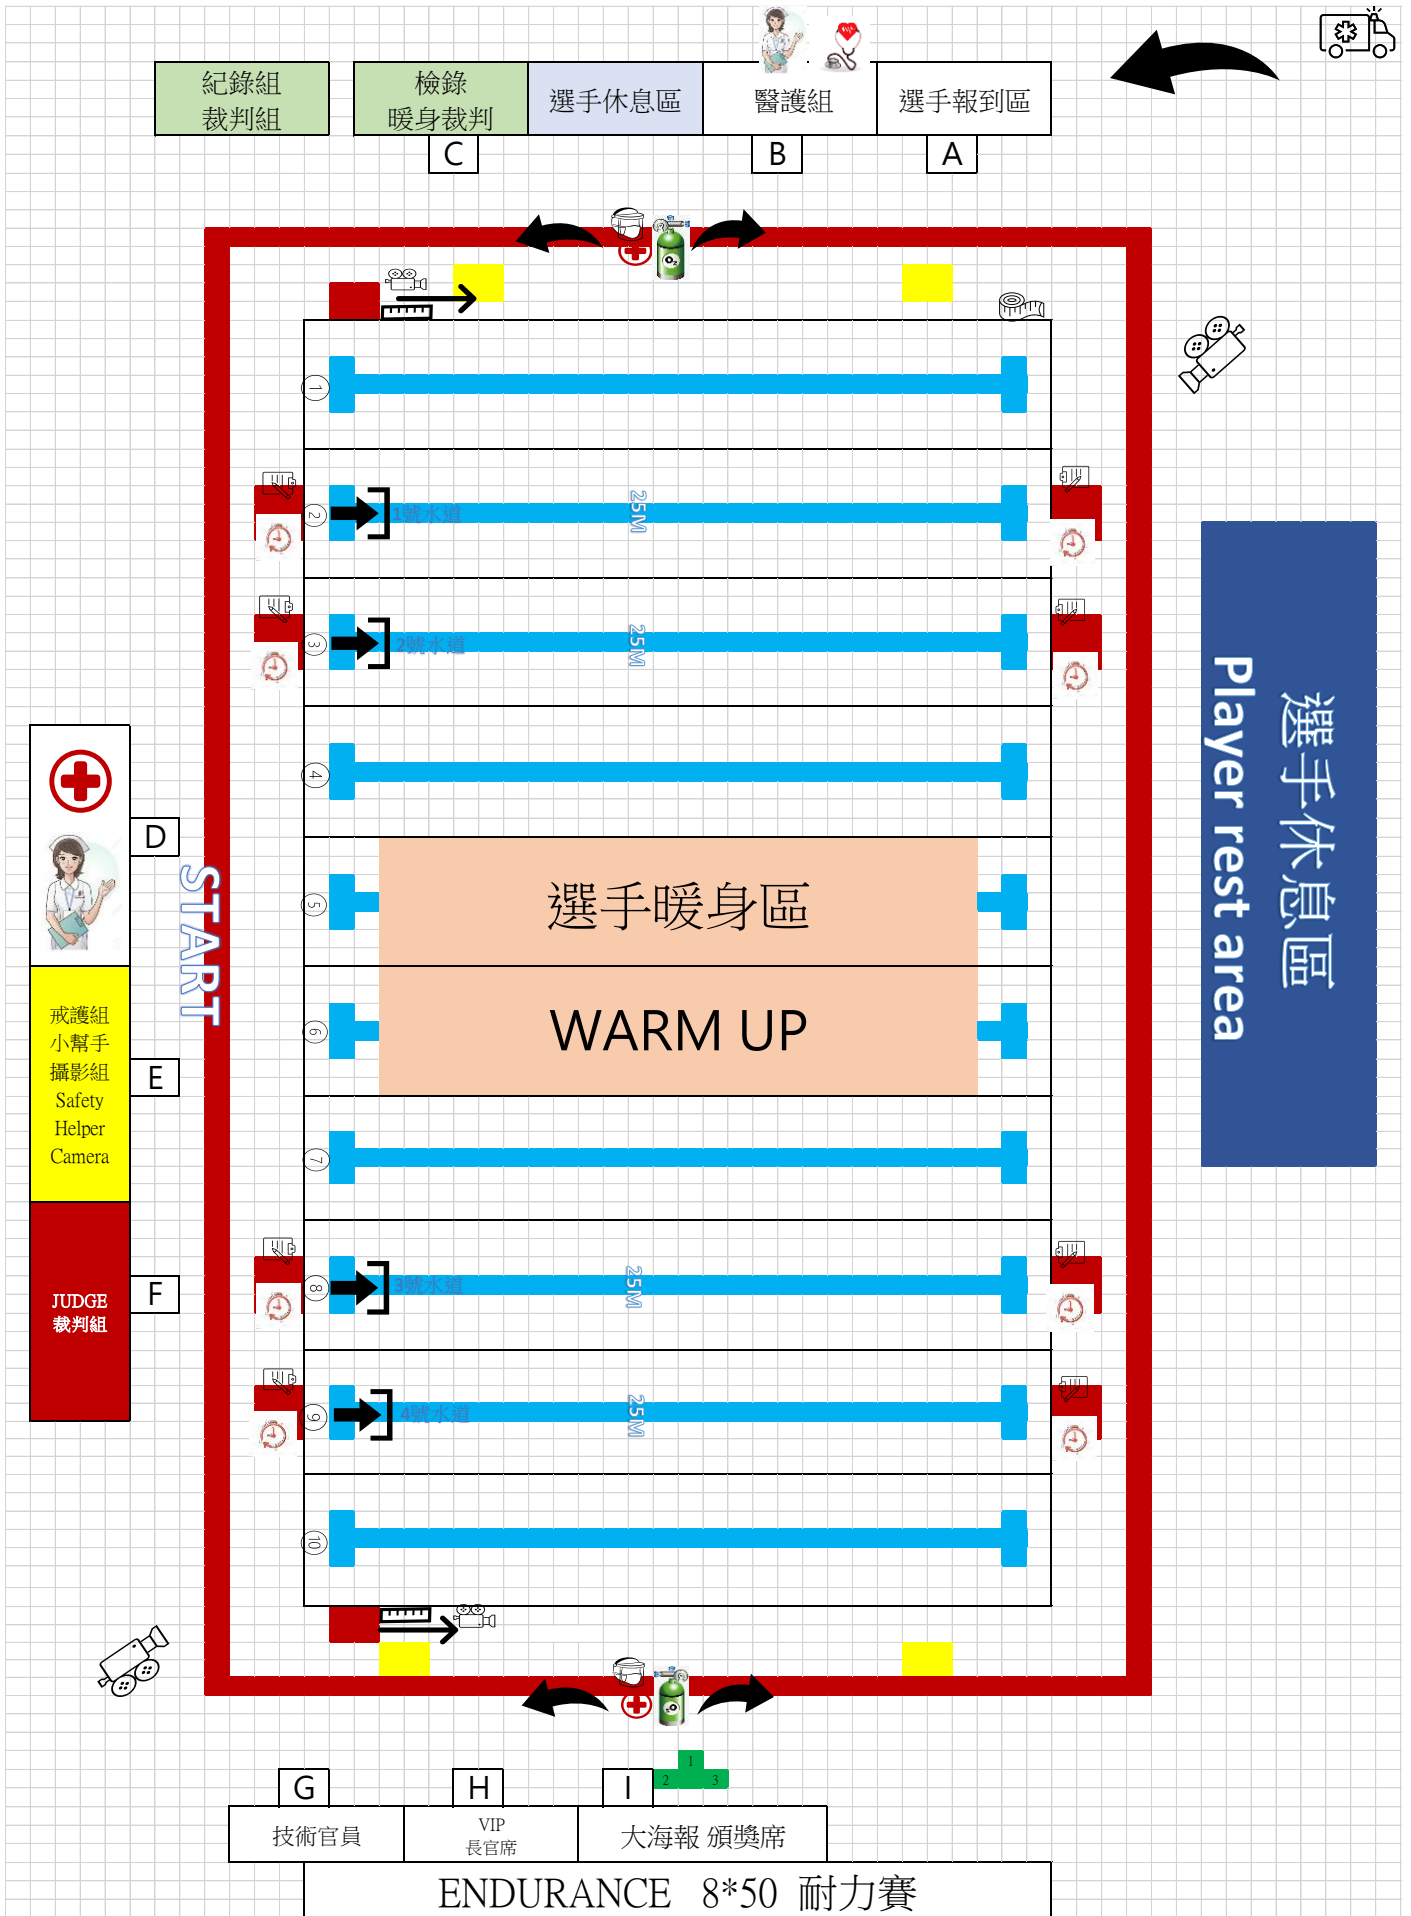 紀錄組
裁判組
檢錄
暖身裁判
選手休息區
醫護組
選手報到區
C
B
A
O2
1
2
1號水道
25M
3
2號水道
25M
4
選手休息區
Player rest area
D
START
5
選手暖身區
6
WARM UP
戒護組
小幫手
攝影組
Safety
Helper
Camera
E
7
JUDGE
裁判組
F
8
3號水道
25M
9
4號水道
25M
10
O2
1
2
3
G
H
I
技術官員
VIP
長官席
大海報 頒獎席
ENDURANCE 8*50 耐力賽